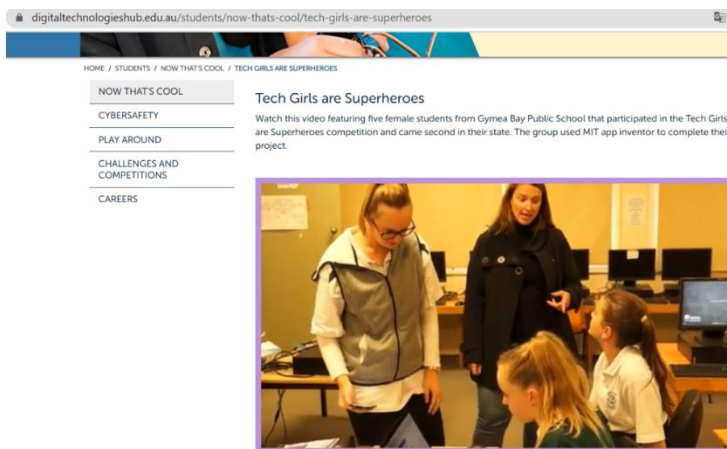 digitaltechnologieshub.edu.au/students/now-thats-cool/tech-girls-are-superheroes
HOME / STUDENTS / NOW THAT'S COOL / TECH GIRLS ARE SUPERHEROES
NOW THAT'S COOL
CYBERSAFETY
PLAY AROUND
CHALLENGES AND
COMPETITIONS
CAREERS
Tech Girls are Superheroes
Watch this video featuring five female students from Gymea Bay Public School that participated in the Tech Girls
are Superheroes competition and came second in their state. The group used MIT app inventor to complete thei
project.